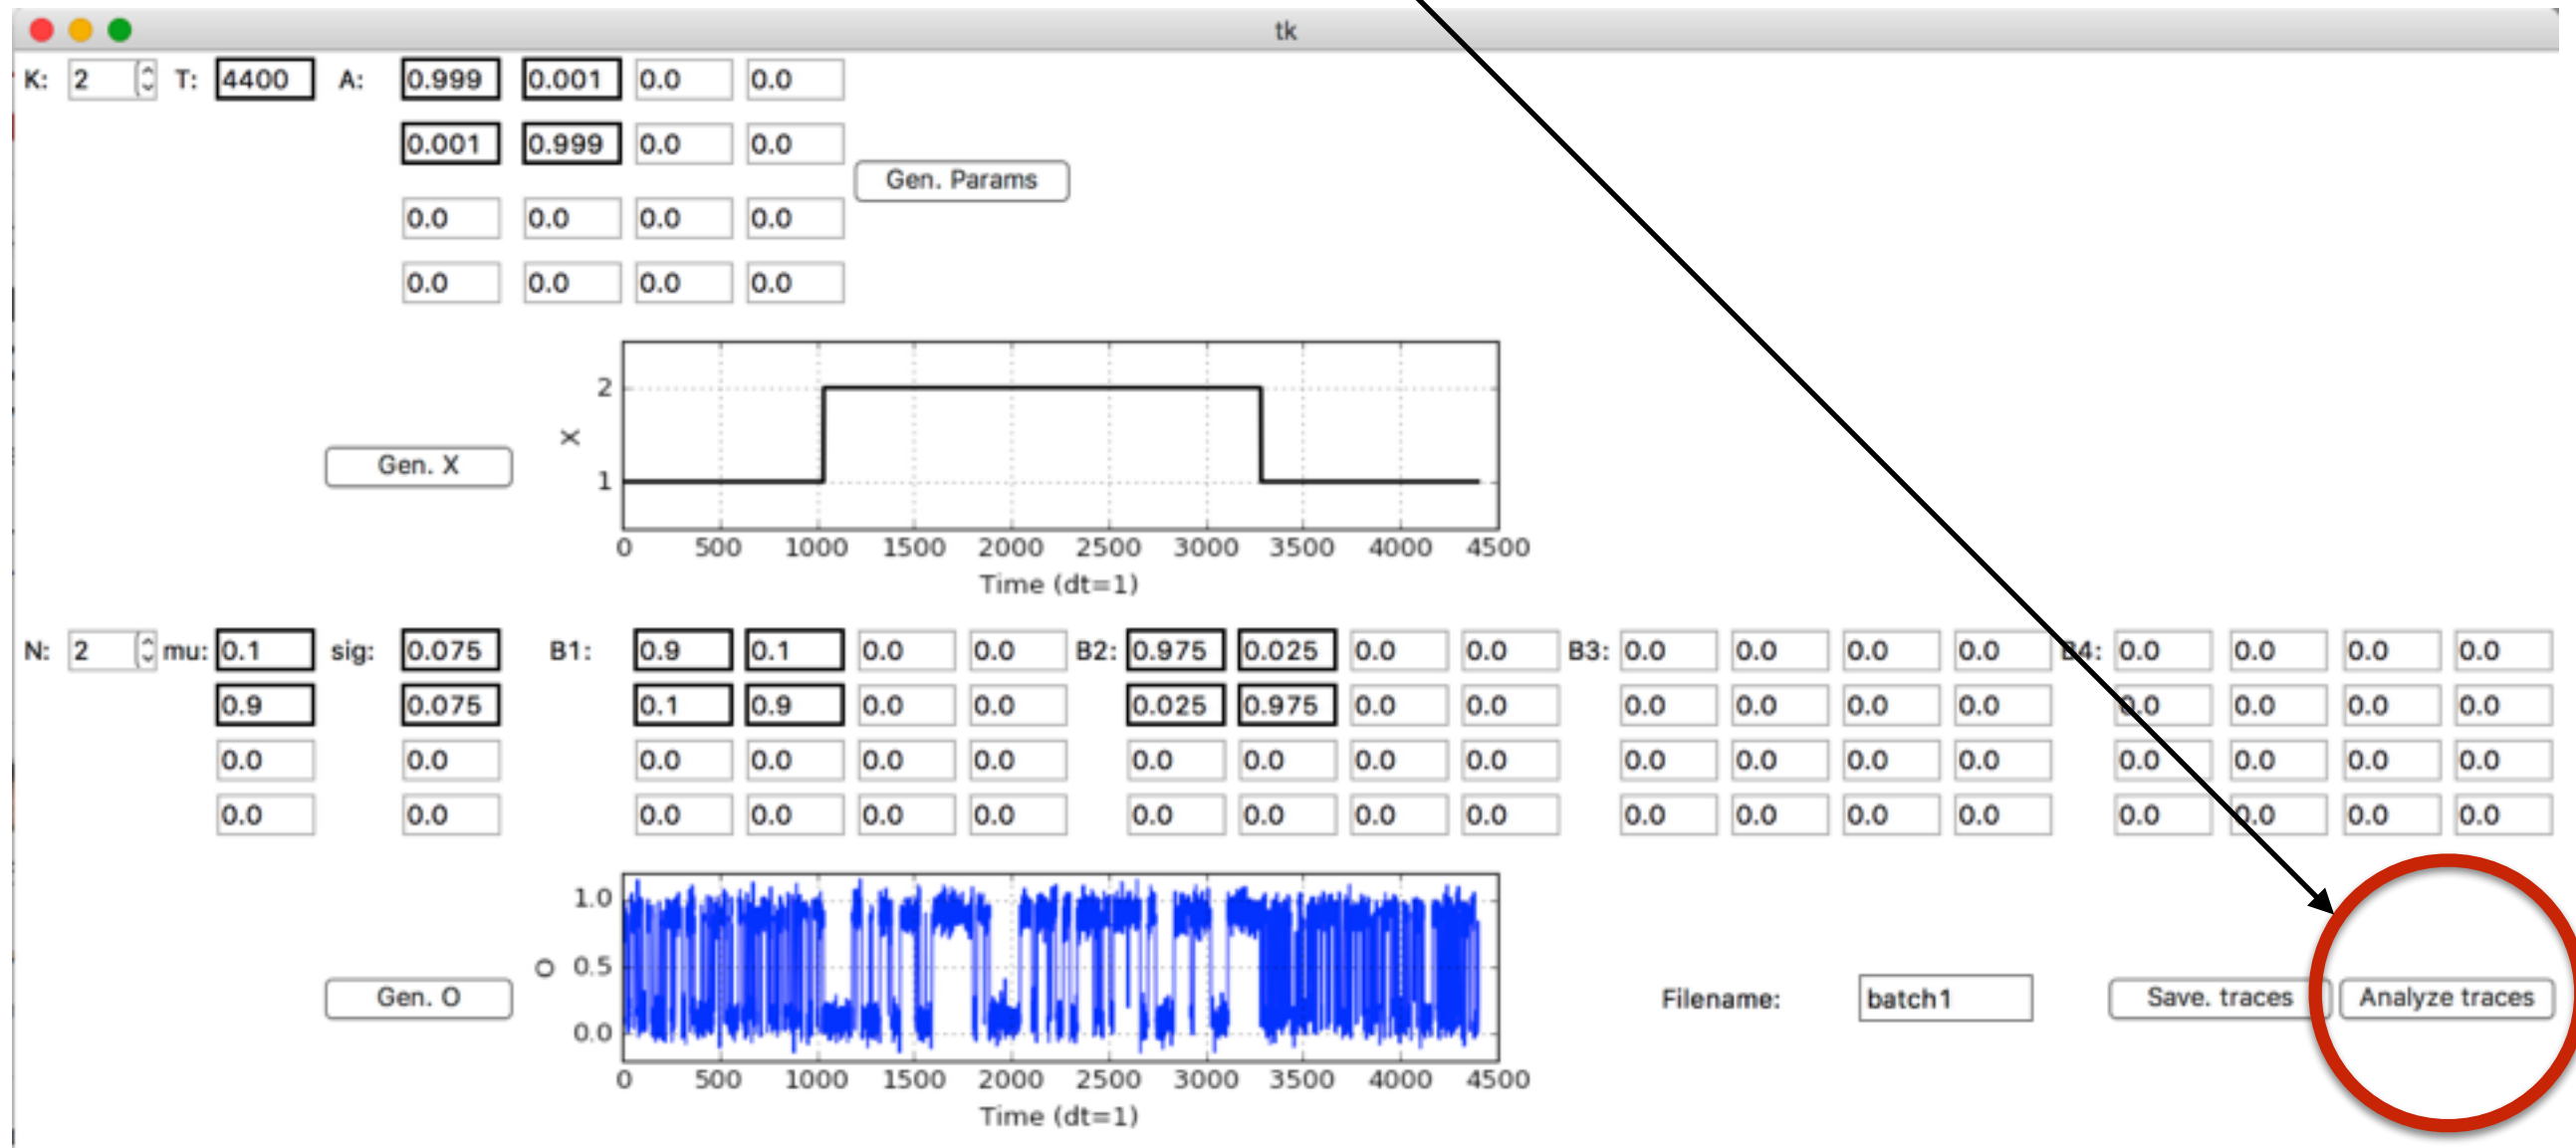 tk
K: 2 T: 4400 A: 0.999 0.001 0.0 0.0
0.001 0.999 0.0 0.0
Gen. Params
0.0 0.0 0.0 0.0
0.0 0.0 0.0 0.0
2
X
Gen. X
1
0 500 1000 1500 2000 2500 3000 3500 4000 4500
Time (dt=1)
N: 2 mu: 0.1 sig: 0.075 B1: 0.9 0.1 0.0 0.0 B2: 0.975 0.025 0.0 0.0 B3: 0.0 0.0 0.0 0.0 B4: 0.0 0.0 0.0 0.0
0.9 0.075 0.1 0.9 0.0 0.0 0.025 0.975 0.0 0.0 0.0 0.0 0.0 0.0 0.0 0.0 0.0 0.0
0.0 0.0 0.0 0.0 0.0 0.0 0.0 0.0 0.0 0.0 0.0 0.0 0.0 0.0 0.0 0.0 0.0 0.0
0.0 0.0 0.0 0.0 0.0 0.0 0.0 0.0 0.0 0.0 0.0 0.0 0.0 0.0 0.0 0.0 0.0 0.0
1.0
O 0.5
Gen. O Filename: batch1 Save. traces Analyze traces
0.0
0 500 1000 1500 2000 2500 3000 3500 4000 4500
Time (dt=1)